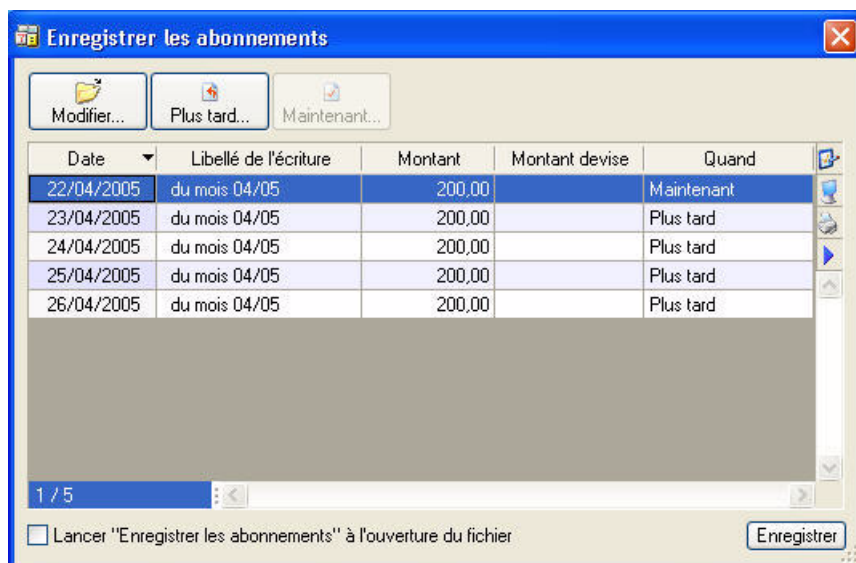 Enregistrer les abonnements
Modifier... Plus tard... Maintenant...
Date Libellé de l'écriture Montant Montant devise Quand
22/04/2005 du mois 04/05 200,00 Maintenant
23/04/2005 du mois 04/05 200,00 Plus tard
24/04/2005 du mois 04/05 200,00 Plus tard
25/04/2005 du mois 04/05 200,00 Plus tard
26/04/2005 du mois 04/05 200,00 Plus tard
1 / 5
Lancer "Enregistrer les abonnements" à l'ouverture du fichier Enregistrer